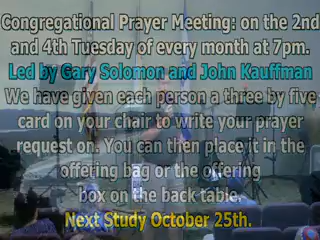 Congregational Prayer Meeting: on the 2nd
and 4th Tuesday of every month at 7pm.
Led by Gary Solomon and John Kauffman
We have given each person a three by five
card on your chair to write your prayer
request on. You can then place it in the
offering bag or the offering
box on the back table.
Next Study October 25th.